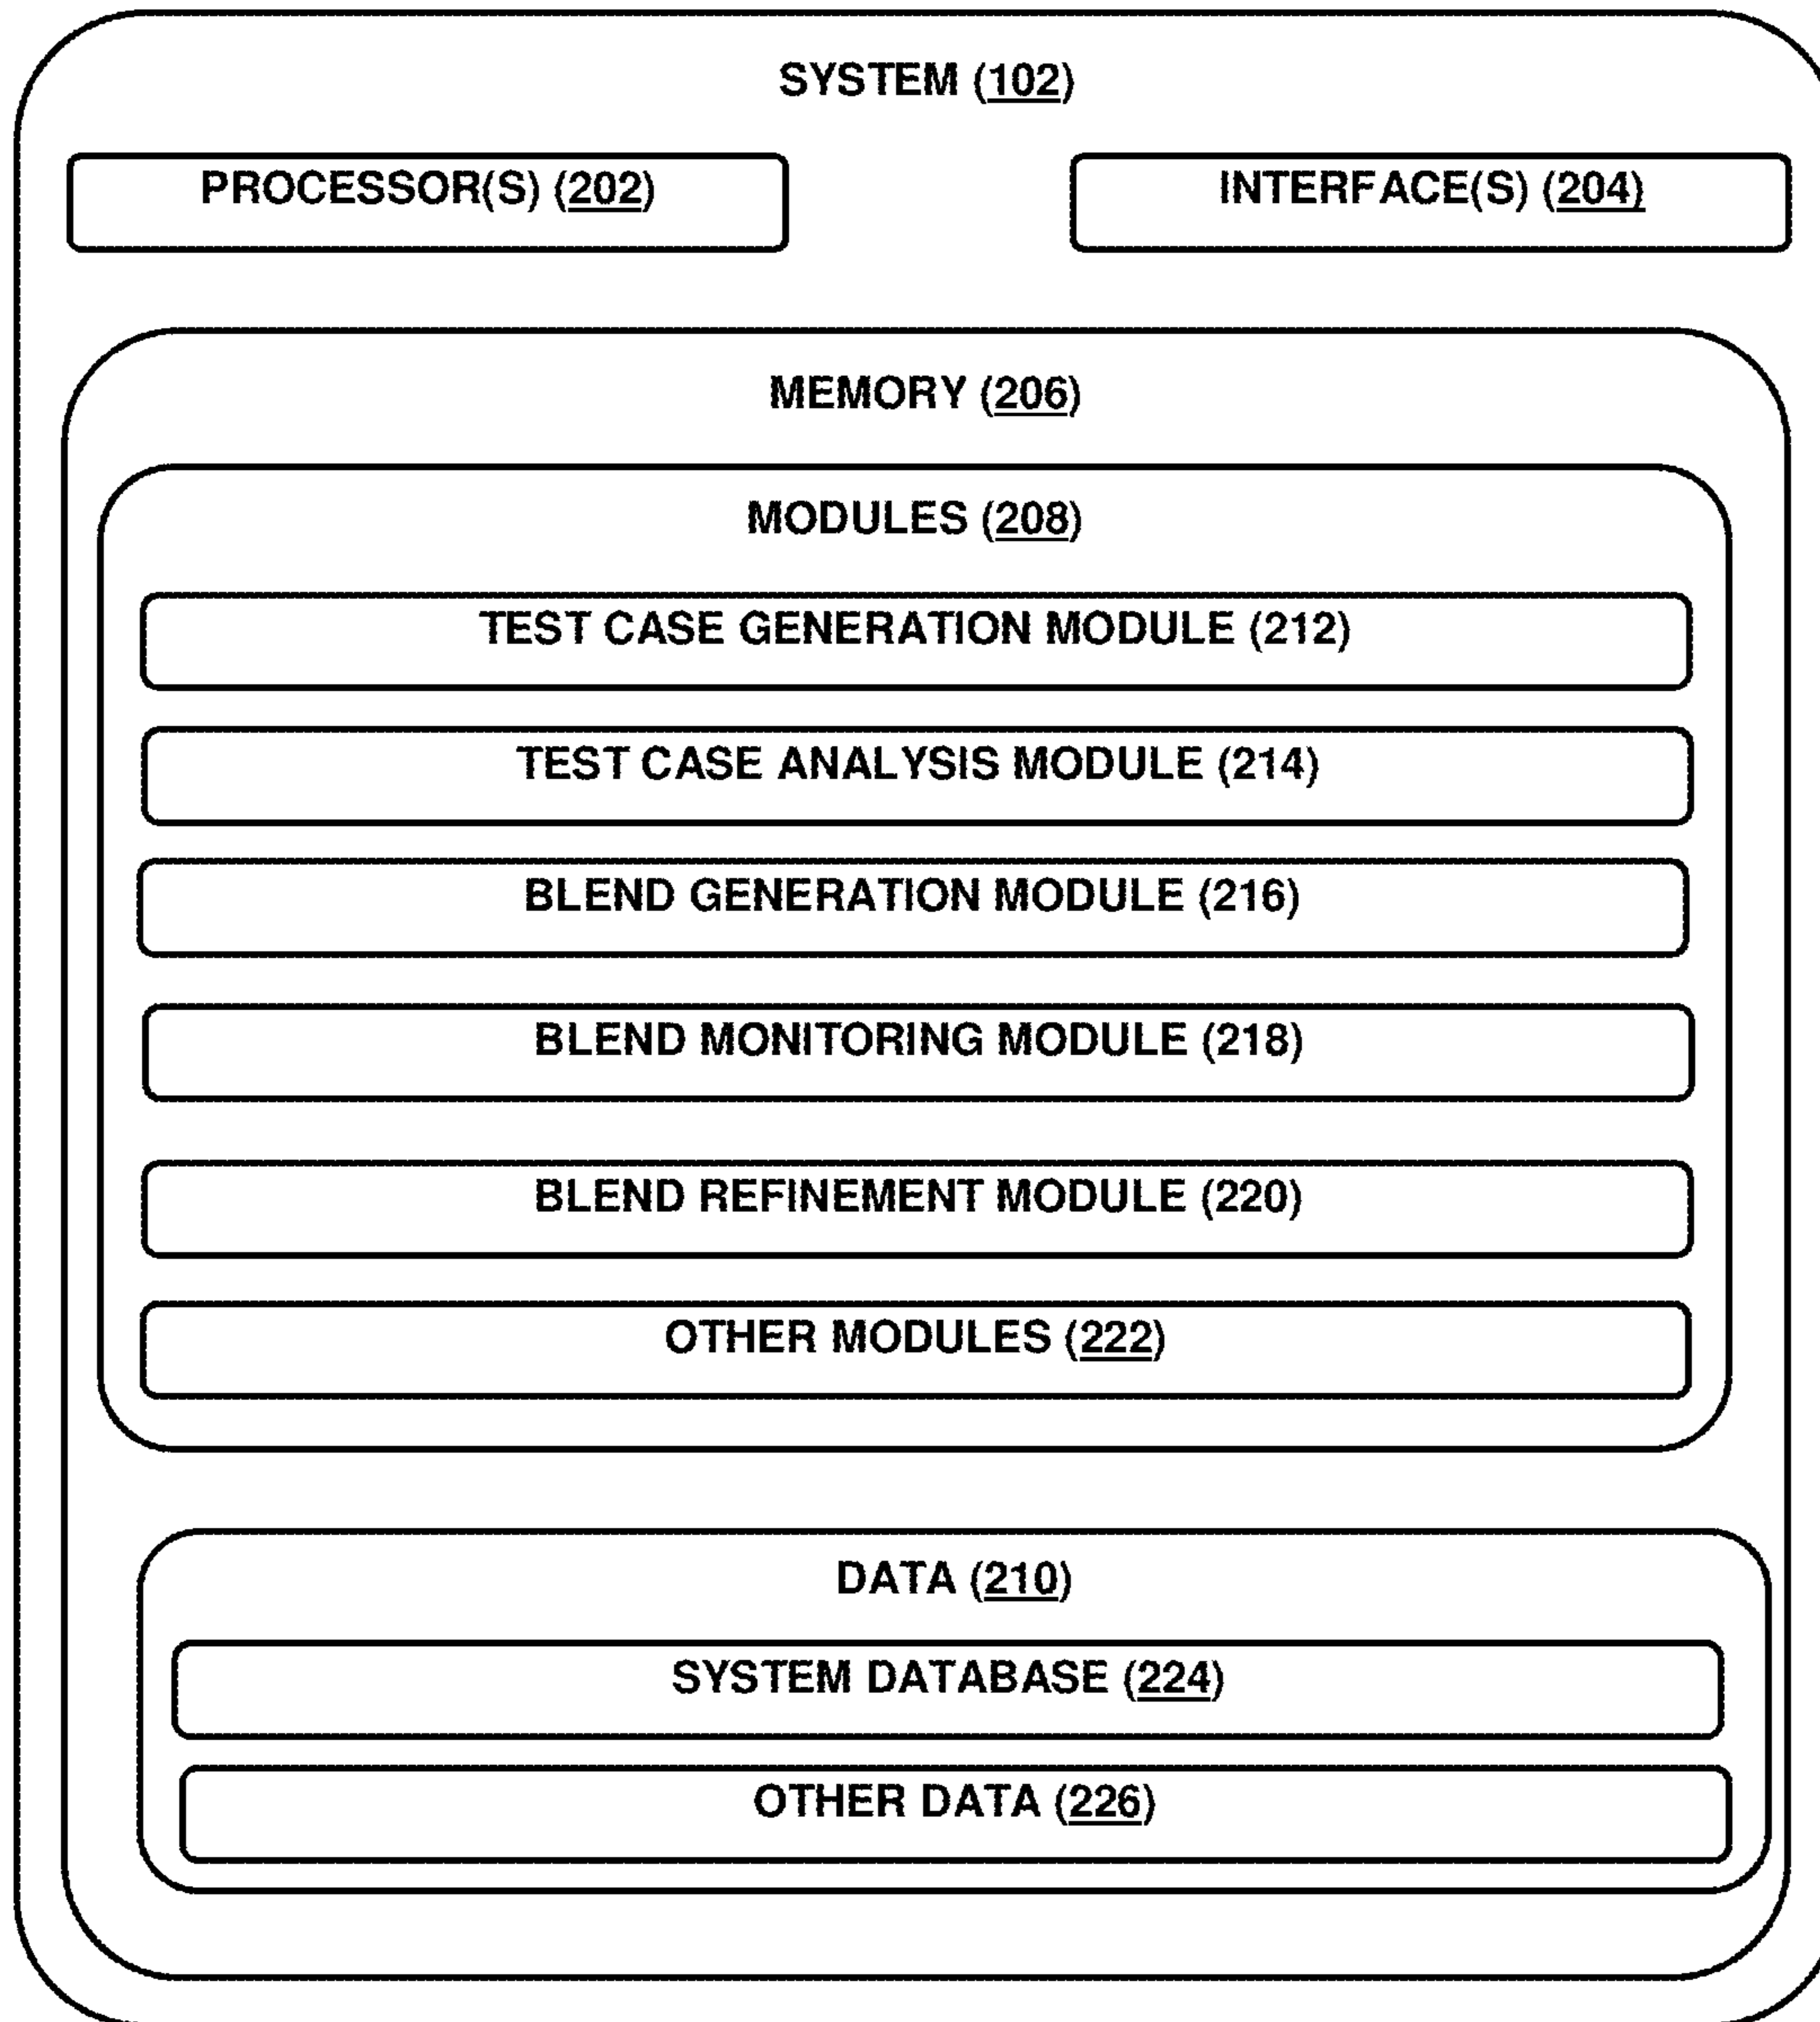 SYSTEM (102)
PROCESSOR(S) (202)
INTERFACE(S) (204)
MEMORY (206)
MODULES (208)
TEST CASE GENERATION MODULE (212)
TEST CASE ANALYSIS MODULE (214)
BLEND GENERATION MODULE (216)
BLEND MONITORING MODULE (218)
BLEND REFINEMENT MODULE (220)
OTHER MODULES (222)
DATA (210)
SYSTEM DATABASE (224)
OTHER DATA (226)